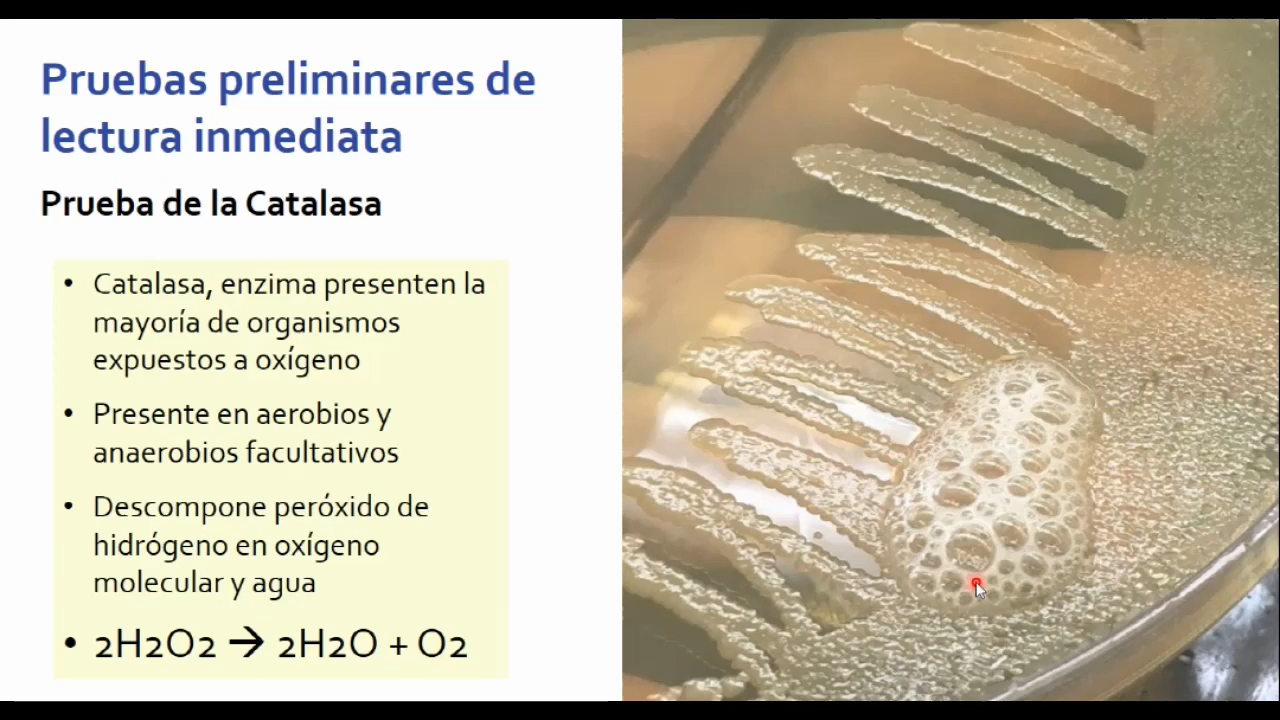 Pruebas preliminares de
lectura inmediata
Prueba de la Catalasa
• Catalasa, enzima presenten la
mayoría de organismos
expuestos a oxígeno
• Presente en aerobios y
anaerobios facultativos
• Descompone peróxido de
hidrógeno en oxígeno
molecular y agua
• 2H2O2 → 2H2O + O2